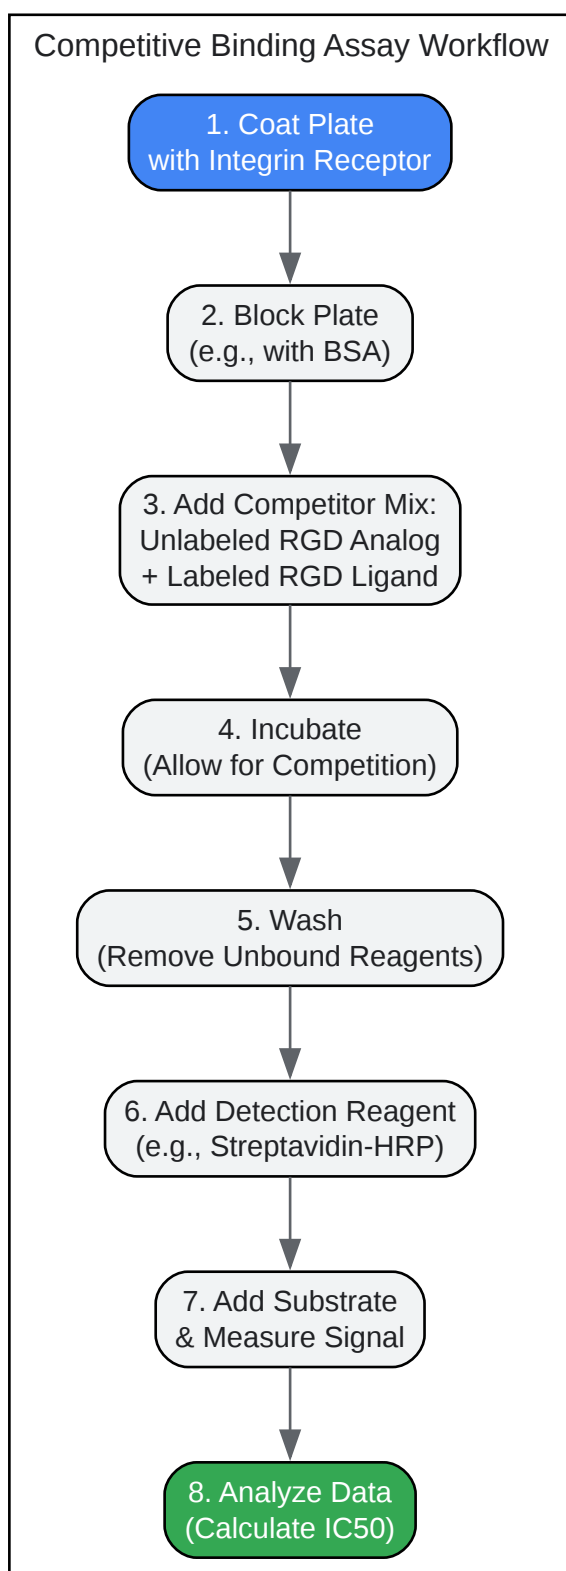 Competitive Binding Assay Workflow
1. Coat Plate
with Integrin Receptor
2. Block Plate
(e.g., with BSA)
3. Add Competitor Mix:
Unlabeled RGD Analog
+ Labeled RGD Ligand
4. Incubate
(Allow for Competition)
5. Wash
(Remove Unbound Reagents)
6. Add Detection Reagent
(e.g., Streptavidin-HRP)
7. Add Substrate
& Measure Signal
8. Analyze Data
(Calculate IC50)